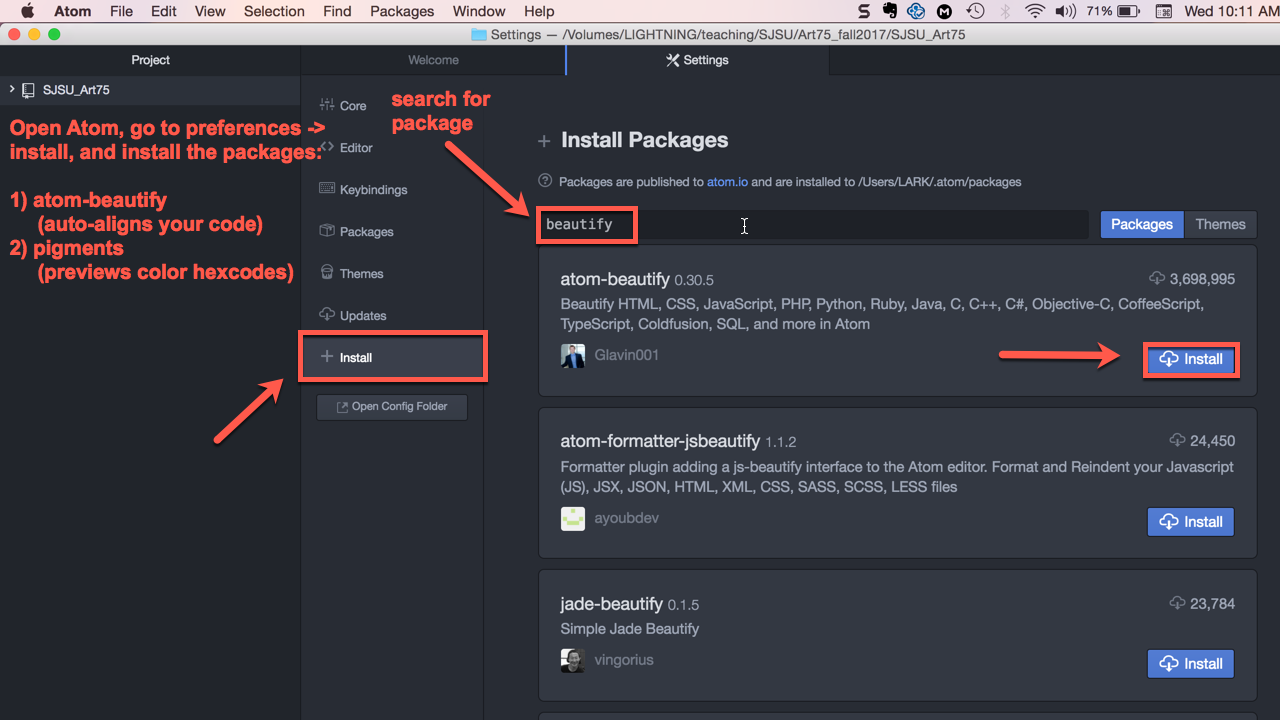 Atom File Edit View Selection Find Packages Window Help 71% Wed 10:11 AM
Settings — /Volumes/LIGHTNING/teaching/SJSU/Art75_fall2017/SJSU_Art75
Project
Welcome
Settings
SJSU_Art75
Open Atom, go to preferences ->
install, and install the packages:
1) atom-beautify
(auto-aligns your code)
2) pigments
(previews color hexcodes)
Core
Editor
Keybindings
Packages
Themes
Updates
Install
Open Config Folder
search for
package
Install Packages
Packages are published to atom.io and are installed to /Users/LARK/.atom/packages
beautify
Packages Themes
atom-beautify 0.30.5 3,698,995
Beautify HTML, CSS, JavaScript, PHP, Python, Ruby, Java, C, C++, C#, Objective-C, CoffeeScript,
TypeScript, Coldfusion, SQL, and more in Atom
Glavin001
Install
atom-formatter-jsbeautify 1.1.2 24,450
Formatter plugin adding a js-beautify interface to the Atom editor. Format and Reindent your Javascript
(JS), JSX, JSON, HTML, XML, CSS, SASS, SCSS, LESS files
ayoubdev
Install
jade-beautify 0.1.5 23,784
Simple Jade Beautify
vingorius
Install